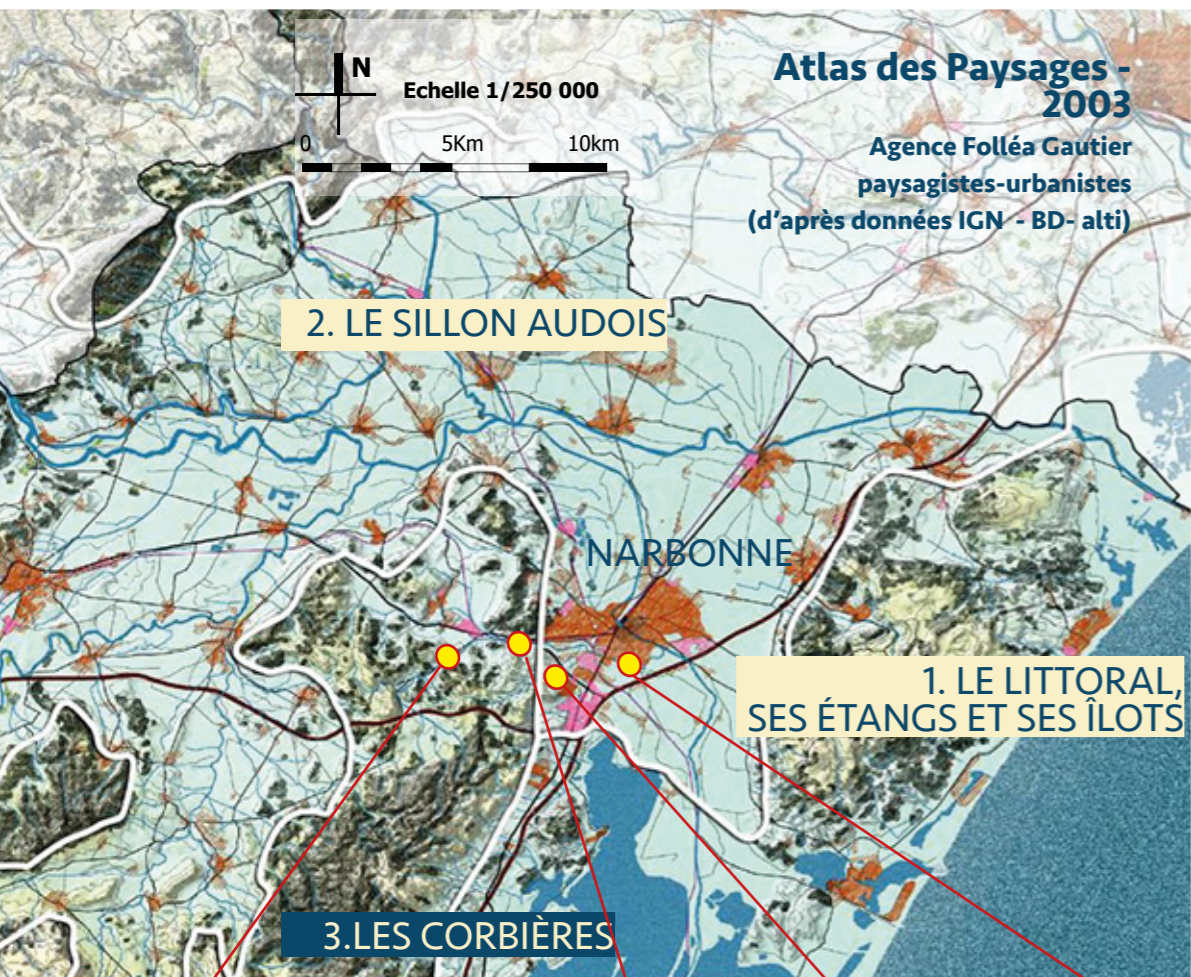 N
Echelle 1/250 000
0 5Km 10km
Atlas des Paysages -
2003
Agence Folléa Gautier
paysagistes-urbanistes
(d'après données IGN - BD- alti)
2. LE SILLON AUDOIS
NARBONNE
1. LE LITTORAL,
SES ÉTANGS ET SES ÎLOTS
3.LES CORBIÈRES